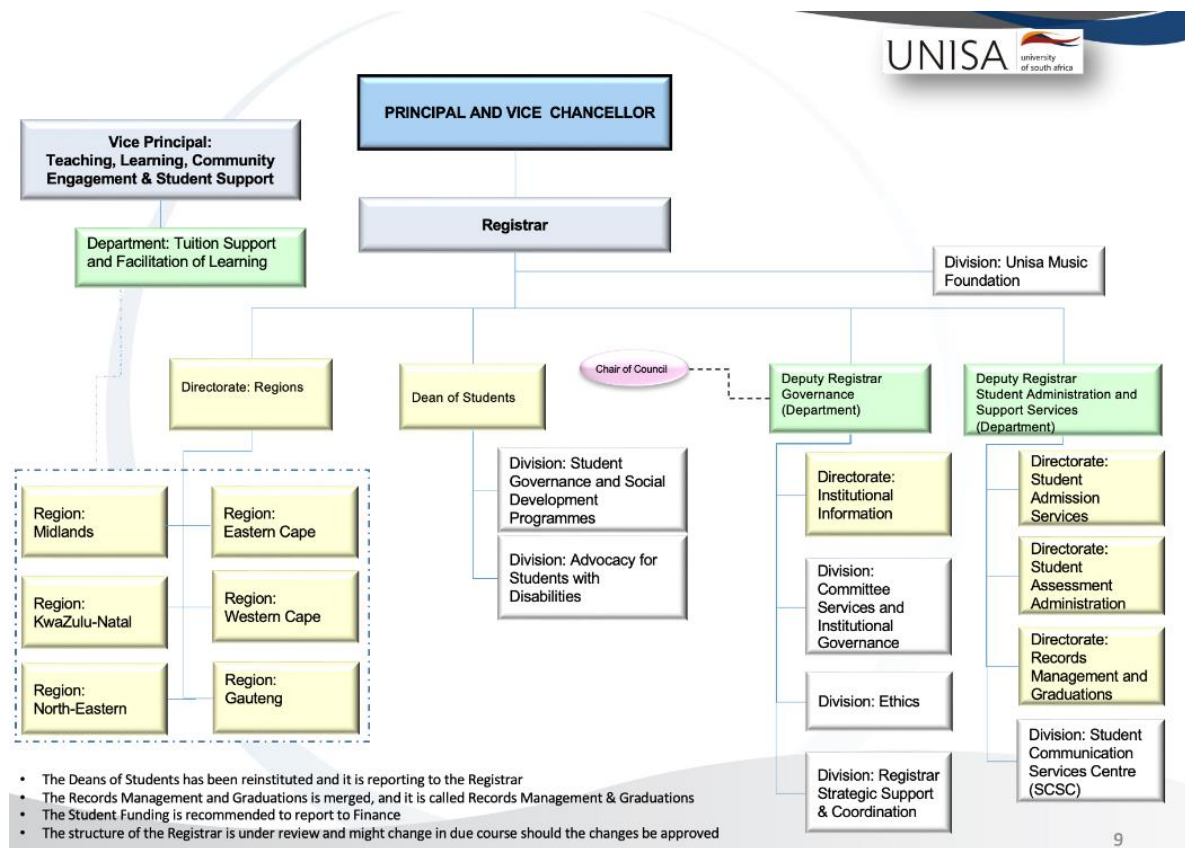 UNISA
university
of south africa
PRINCIPAL AND VICE CHANCELLOR
Vice Principal:
Teaching, Learning, Community
Engagement & Student Support
Registrar
Department: Tuition Support
and Facilitation of Learning
Division: Unisa Music
Foundation
Directorate: Regions
Dean of Students
Chair of Council
Deputy Registrar
Governance
(Department)
Deputy Registrar
Student Administration and
Support Services
(Department)
Region:
Midlands
Region:
Eastern Cape
Region:
KwaZulu-Natal
Region:
Western Cape
Region:
North-Eastern
Region:
Gauteng
Division: Student
Governance and Social
Development
Programmes
Division: Advocacy for
Students with
Disabilities
Directorate:
Institutional
Information
Division:
Committee
Services and
Institutional
Governance
Division: Ethics
Division: Registrar
Strategic Support
& Coordination
Directorate:
Student
Admission
Services
Directorate:
Student
Assessment
Administration
Directorate:
Records
Management and
Graduations
Division: Student
Communication
Services Centre
(SCSC)
• The Deans of Students has been reinstituted and it is reporting to the Registrar
• The Records Management and Graduations is merged, and it is called Records Management & Graduations
• The Student Funding is recommended to report to Finance
• The structure of the Registrar is under review and might change in due course should the changes be approved
9